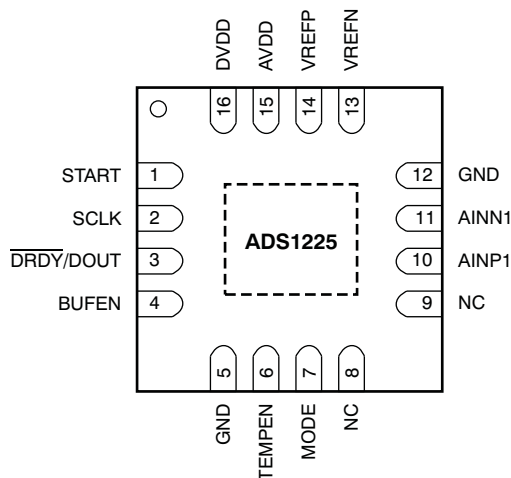 DVDD AVDD VREFP VREFN
16 15 14 13
START 1 12 GND
SCLK 2 11 AINN1
ADS1225
DRDY/DOUT 3 10 AINP1
BUFEN 4 9 NC
5 6 7 8
GND TEMPEN MODE NC